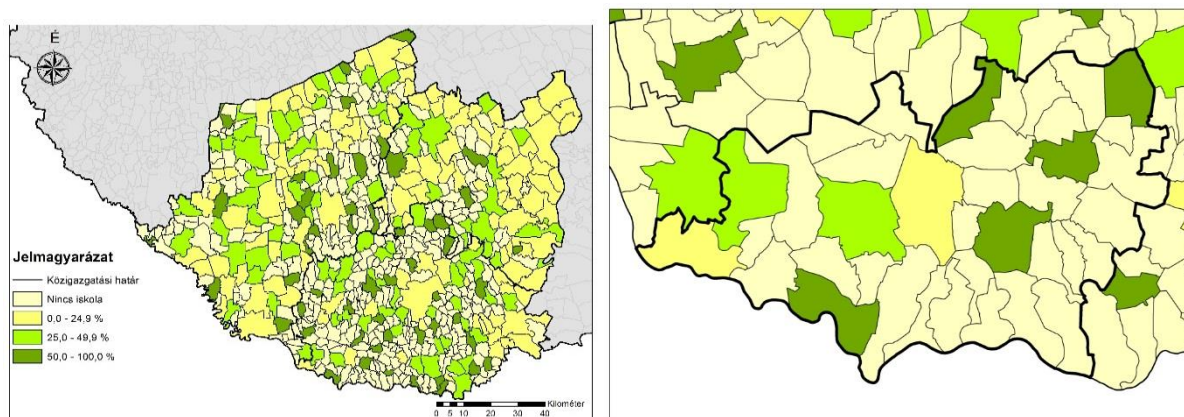 É
Jelmagyarázat
Közigazgatási határ
Nincs iskola
0,0 - 24,9 %
25,0 - 49,9 %
50,0 - 100,0 %
Kilométer
0 5 10 20 30 40